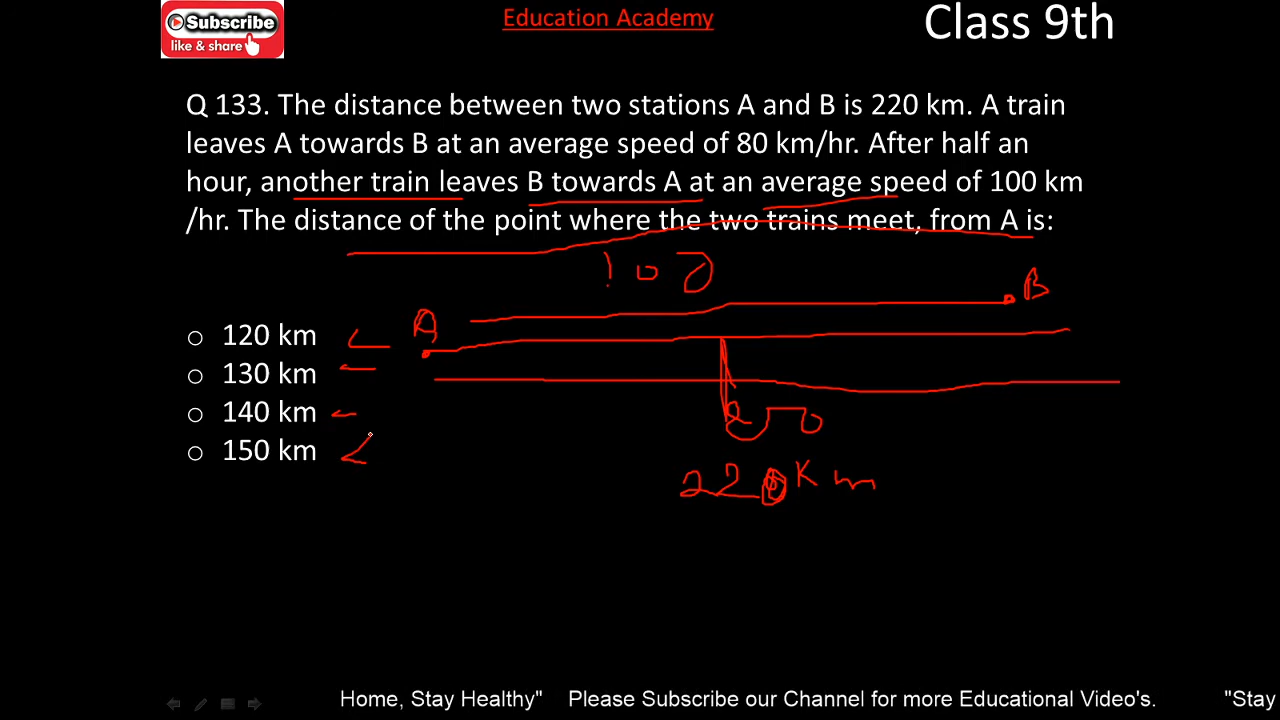 Subscribe
like & share
Education Academy
Class 9th
Q 133. The distance between two stations A and B is 220 km. A train
leaves A towards B at an average speed of 80 km/hr. After half an
hour, another train leaves B towards A at an average speed of 100 km
/hr. The distance of the point where the two trains meet, from A is:
100
B
A
120 km
130 km
140 km
150 km
220 Km
Home, Stay Healthy" Please Subscribe our Channel for more Educational Video's. "Stay